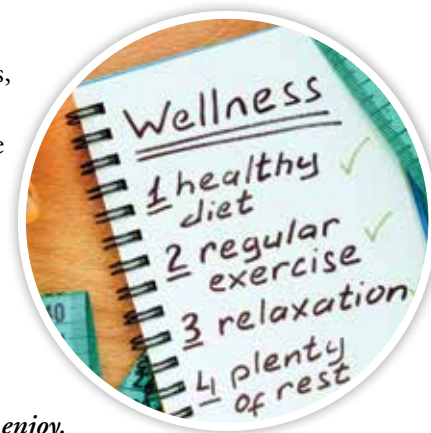 s,
e
Wellness
1 healthy
diet
2 regular
exercise
3 relaxation
4 plenty
of rest
enjoy.